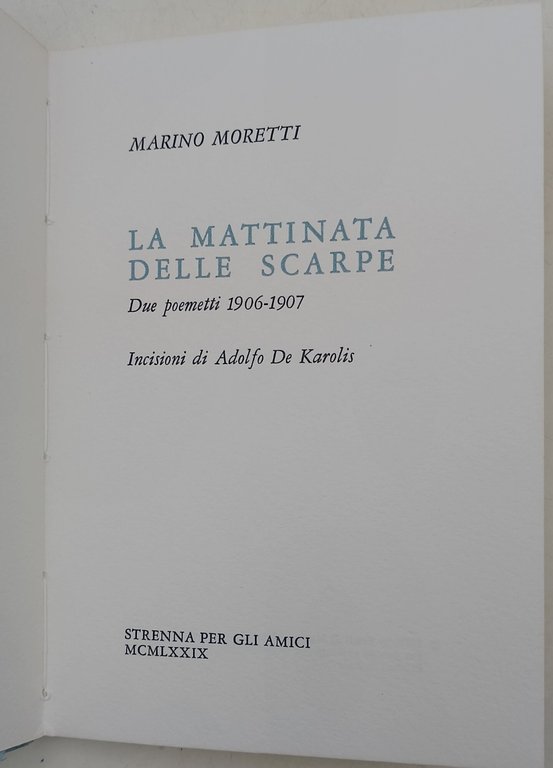 MARINO MORETTI
LA MATTINATA
DELLE SCARPE
Due poemetti 1906-1907
Incisioni di Adolfo De Karolis
STRENNA PER GLI AMICI
MCMLXXIX